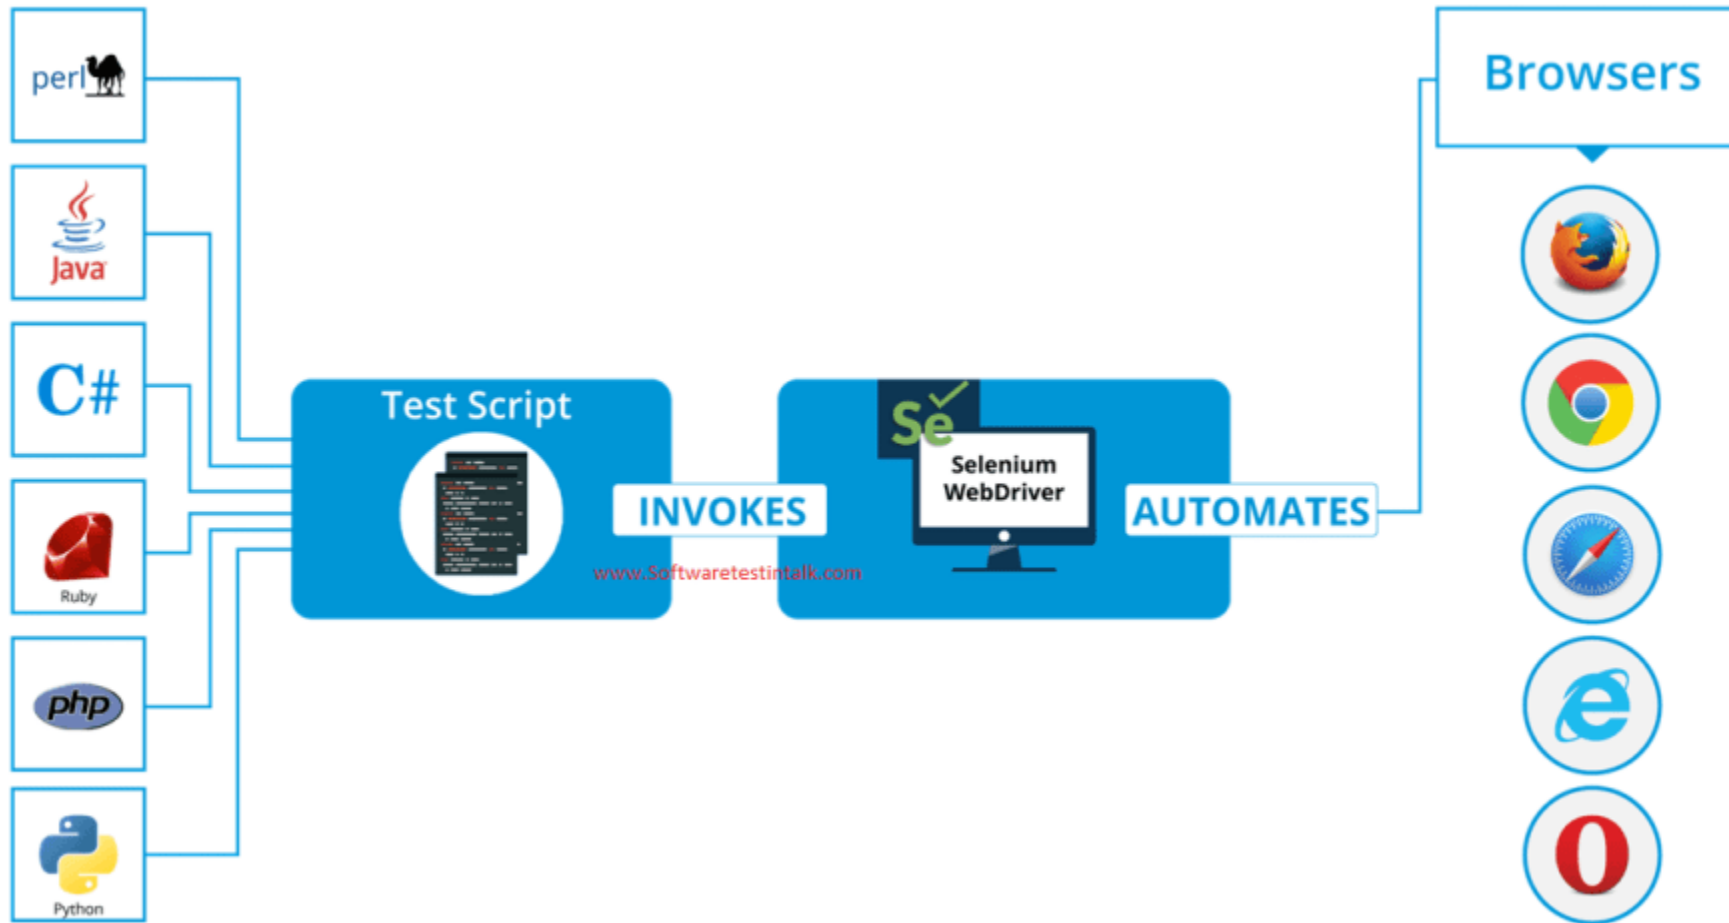 perl
Java
C#
Ruby
php
Python
Test Script
INVOKES
www.Softwaretestintalk.com
Se
Selenium
WebDriver
AUTOMATES
Browsers